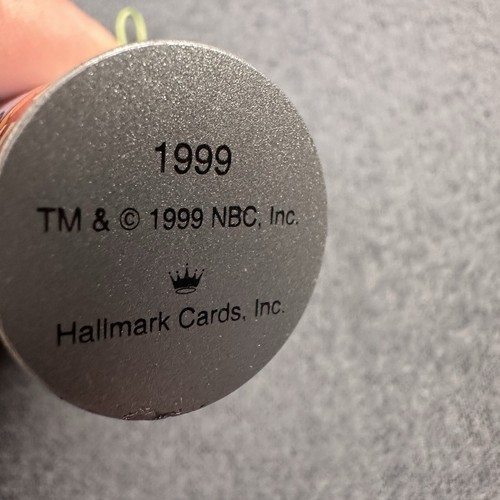 1999
TM & © 1999 NBC, Inc.
Hallmark Cards, Inc.